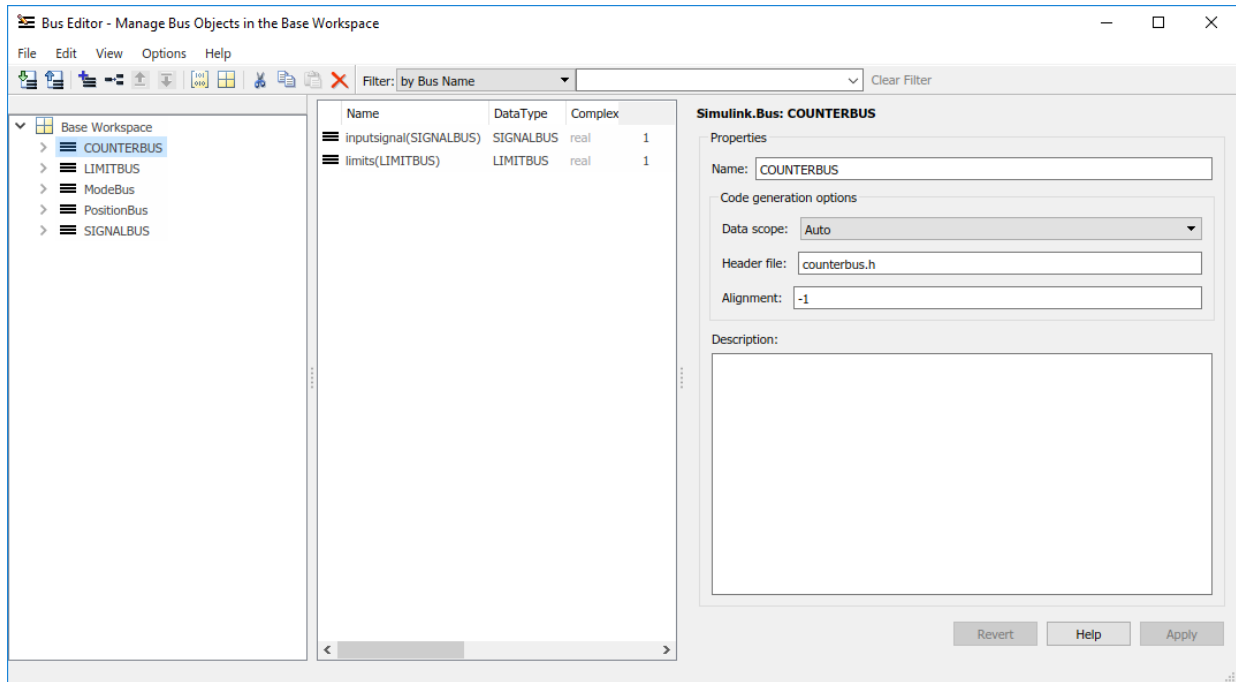 Bus Editor - Manage Bus Objects in the Base Workspace
File Edit View Options Help
Filter: by Bus Name Clear Filter
Base Workspace
COUNTERBUS
LIMITBUS
ModeBus
PositionBus
SIGNALBUS
Name DataType Complex
inputsignal(SIGNALBUS) SIGNALBUS real 1
limits(LIMITBUS) LIMITBUS real 1
Simulink.Bus: COUNTERBUS
Properties
Name: COUNTERBUS
Code generation options
Data scope: Auto
Header file: counterbus.h
Alignment: -1
Description:
Revert Help Apply